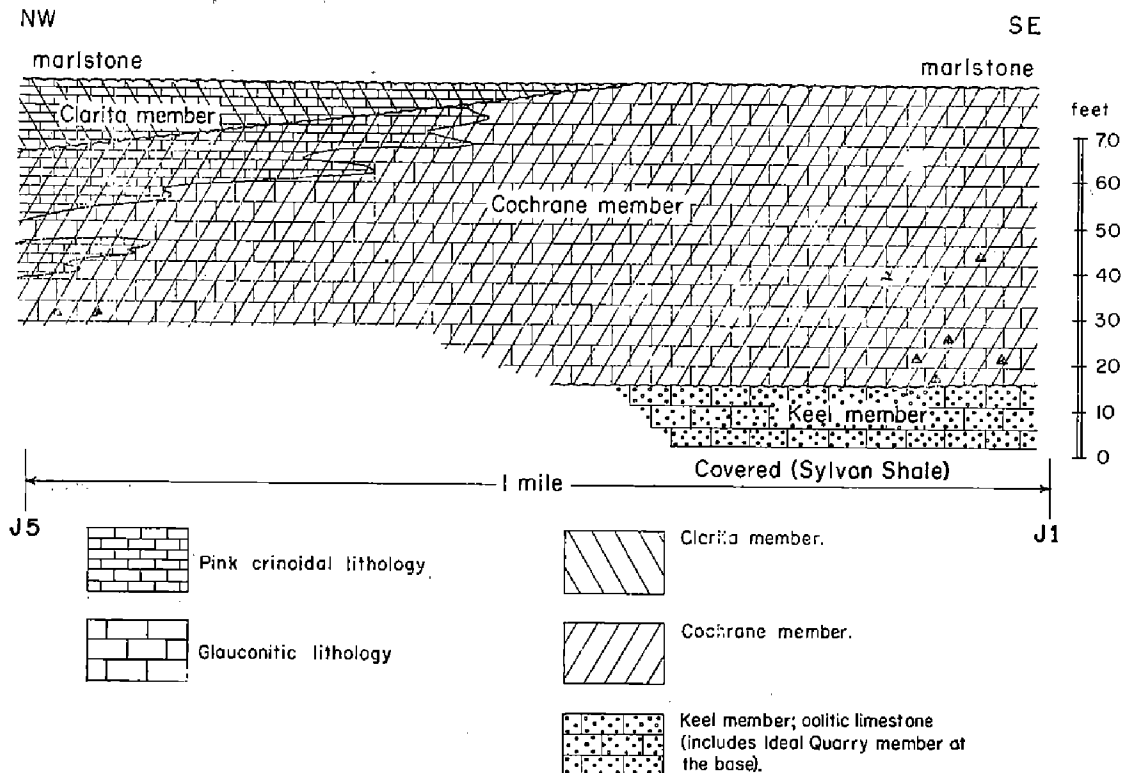 NW
SE
marlstone
marlstone
feet
Clarita member
Cochrane member
70
60
50
40
30
20
10
0
Keel member
Covered (Sylvan Shale)
1 mile
J5
J1
Pink crinoidal lithology
Glauconitic lithology
Clarita member.
Cochrane member.
Keel member; oolitic limestone
(includes Ideal Quarry member at
the base).